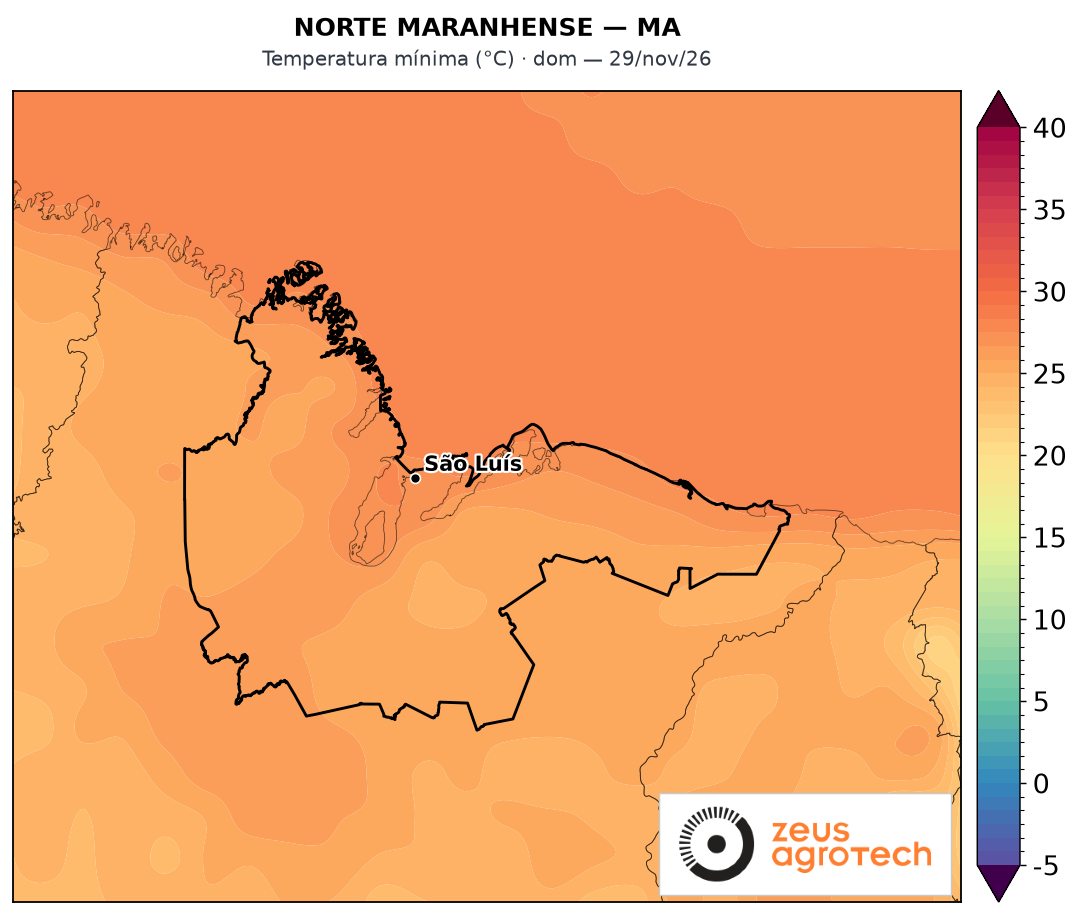 NORTE MARANHENSE — MA
Temperatura mínima (°C) · dom — 29/nov/26
40
35
30
25
20
15
10
5
0
-5
São Luís
zeus
agrotech